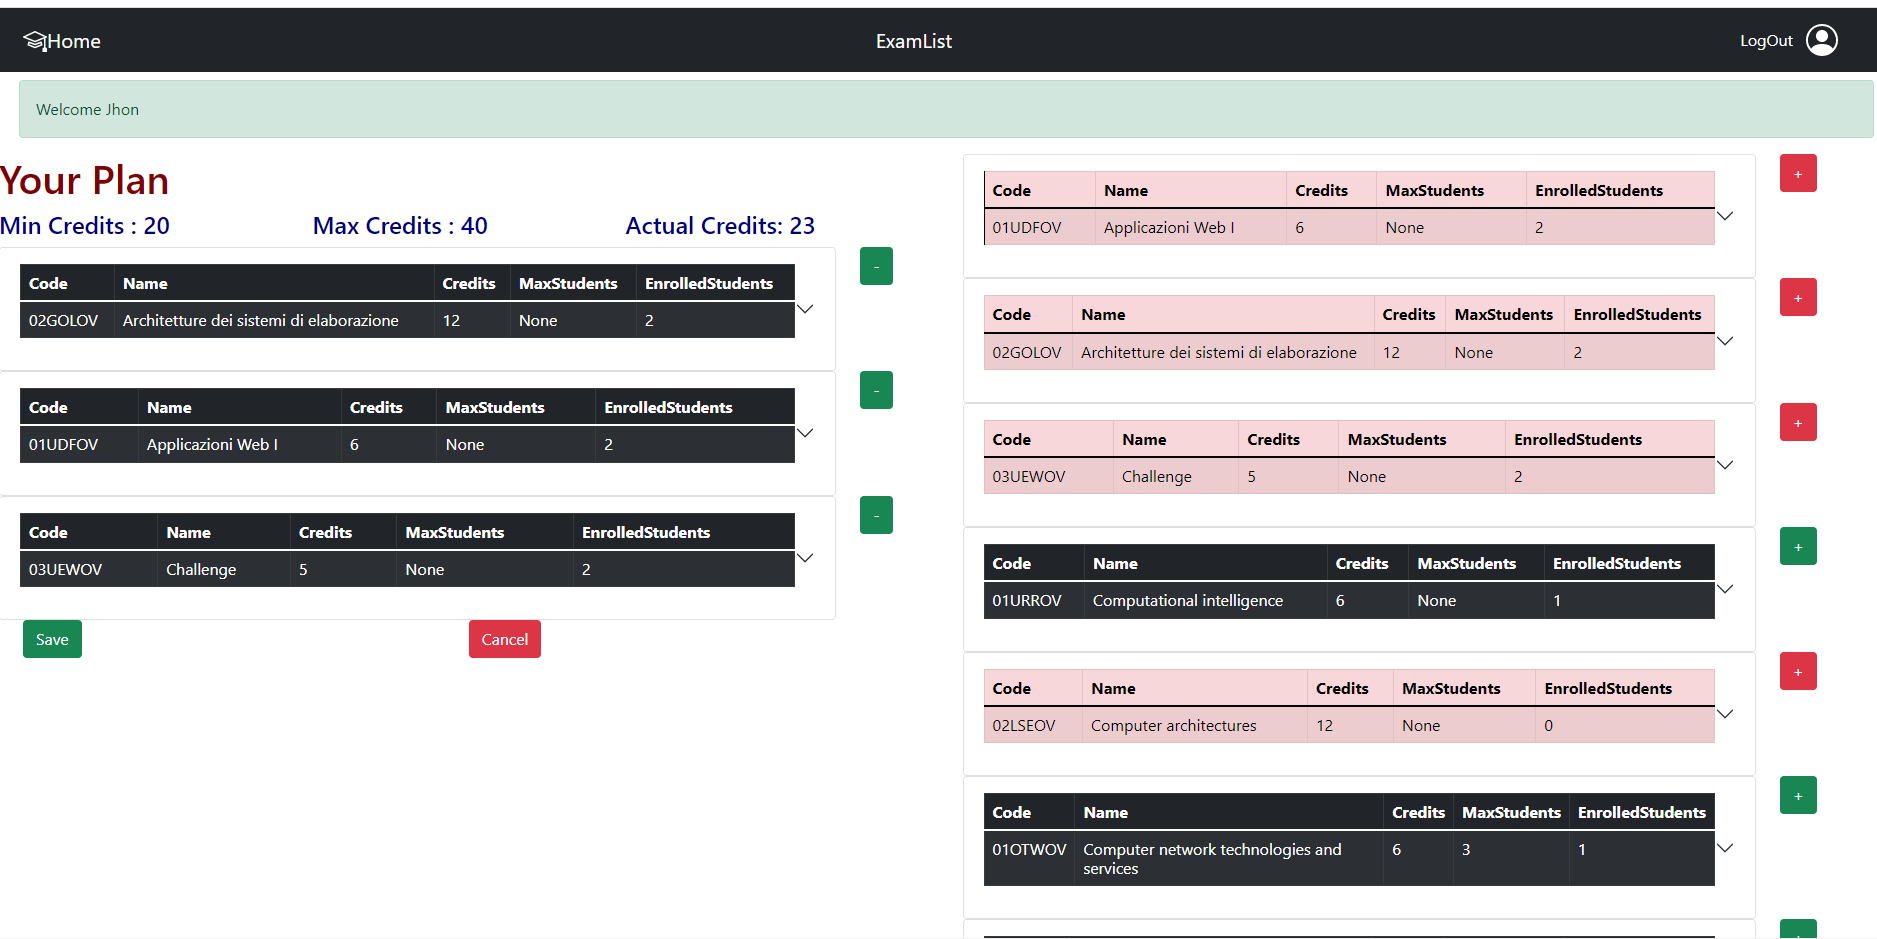 Home ExamList LogOut
Welcome Jhon
Your Plan
Min Credits : 20 Max Credits : 40 Actual Credits: 23
Code Name Credits MaxStudents EnrolledStudents
02GOLOV Architetture dei sistemi di elaborazione 12 None 2
-
Code Name Credits MaxStudents EnrolledStudents
01UDFOV Applicazioni Web I 6 None 2
-
Code Name Credits MaxStudents EnrolledStudents
03UEWOV Challenge 5 None 2
-
Save Cancel
Code Name Credits MaxStudents EnrolledStudents
01UDFOV Applicazioni Web I 6 None 2
+
Code Name Credits MaxStudents EnrolledStudents
02GOLOV Architetture dei sistemi di elaborazione 12 None 2
+
Code Name Credits MaxStudents EnrolledStudents
03UEWOV Challenge 5 None 2
+
Code Name Credits MaxStudents EnrolledStudents
01URROV Computational intelligence 6 None 1
+
Code Name Credits MaxStudents EnrolledStudents
02LSEOV Computer architectures 12 None 0
+
Code Name Credits MaxStudents EnrolledStudents
01OTWOV Computer network technologies and 6 3 1
services
+